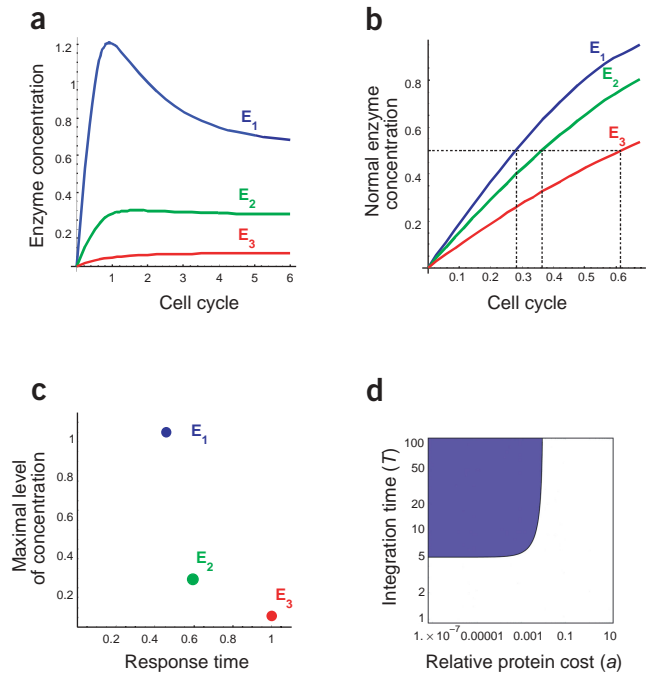 a
Enzyme concentration
1.2
1
0.8
0.6
0.4
0.2
E1
E2
E3
1 2 3 4 5 6
Cell cycle
b
Normal enzyme
concentration
0.8
0.6
0.4
0.2
E1
E2
E3
0.1 0.2 0.3 0.4 0.5 0.6
Cell cycle
c
Maximal level
of concentration
1
0.8
0.6
0.4
0.2
E1
E2
E3
0.2 0.4 0.6 0.8 1
Response time
d
Integration time (T)
100
50
20
10
5
2
1
1. × 10⁻⁷ 0.00001 0.001 0.1 10
Relative protein cost (a)